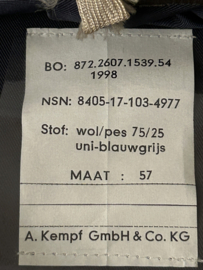 BO: 872.2607.1539.54
1998
NSN: 8405-17-103-4977
Stof: wol/pes 75/25
uni-blauwgrijs
MAAT : 57
A. Kempf GmbH & Co. KG